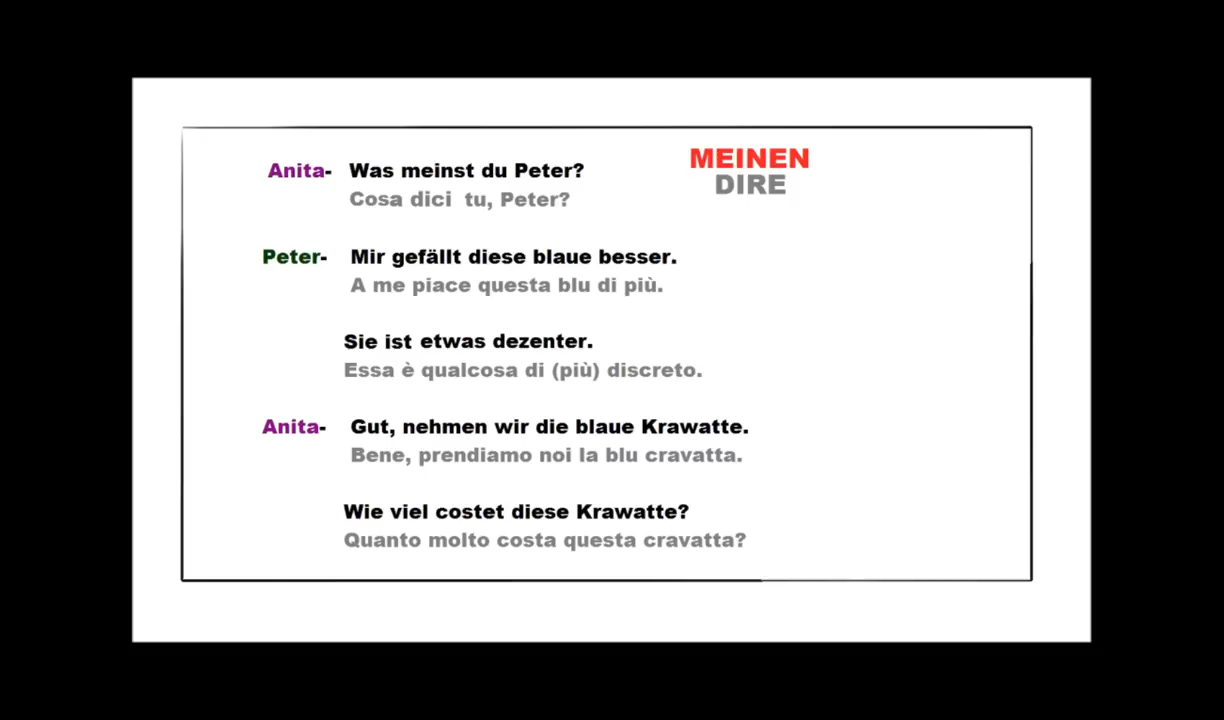 Anita- Was meinst du Peter?
Cosa dici tu, Peter?
MEINEN
DIRE
Peter- Mir gefällt diese blaue besser.
A me piace questa blu di più.
Sie ist etwas dezenter.
Essa è qualcosa di (più) discreto.
Anita- Gut, nehmen wir die blaue Krawatte.
Bene, prendiamo noi la blu cravatta.
Wie viel costet diese Krawatte?
Quanto molto costa questa cravatta?